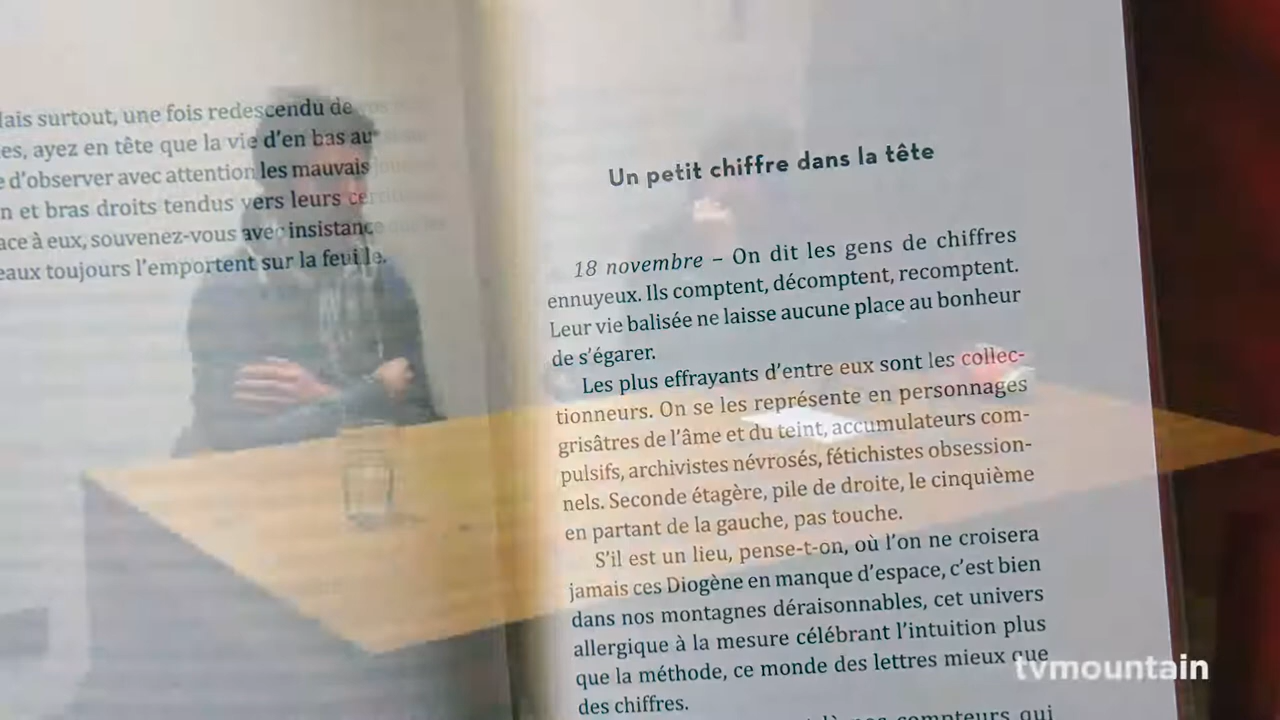 ais surtout, une fois redescendu de
es, ayez en tête que la vie d'en bas au
d'observer avec attention les mauvais
n et bras droits tendus vers leurs
ace à eux, souvenez-vous avec insistance
eaux toujours l'emportent sur la feuille.
Un petit chiffre dans la tête
18 novembre – On dit les gens de chiffres
ennuyeux. Ils comptent, décomptent, recomptent.
Leur vie balisée ne laisse aucune place au bonheur
de s'égarer.
Les plus effrayants d'entre eux sont les collec-
tionneurs. On se les représente en personnages
grisâtres de l'âme et du teint, accumulateurs com-
pulsifs, archivistes névrosés, fétichistes obsession-
nels. Seconde étagère, pile de droite, le cinquième
en partant de la gauche, pas touche.
S'il est un lieu, pense-t-on, où l'on ne croisera
jamais ces Diogène en manque d'espace, c'est bien
dans nos montagnes déraisonnables, cet univers
allergique à la mesure célébrant l'intuition plus
que la méthode, ce monde des lettres mieux que
des chiffres.
compteurs qui
tvmountain